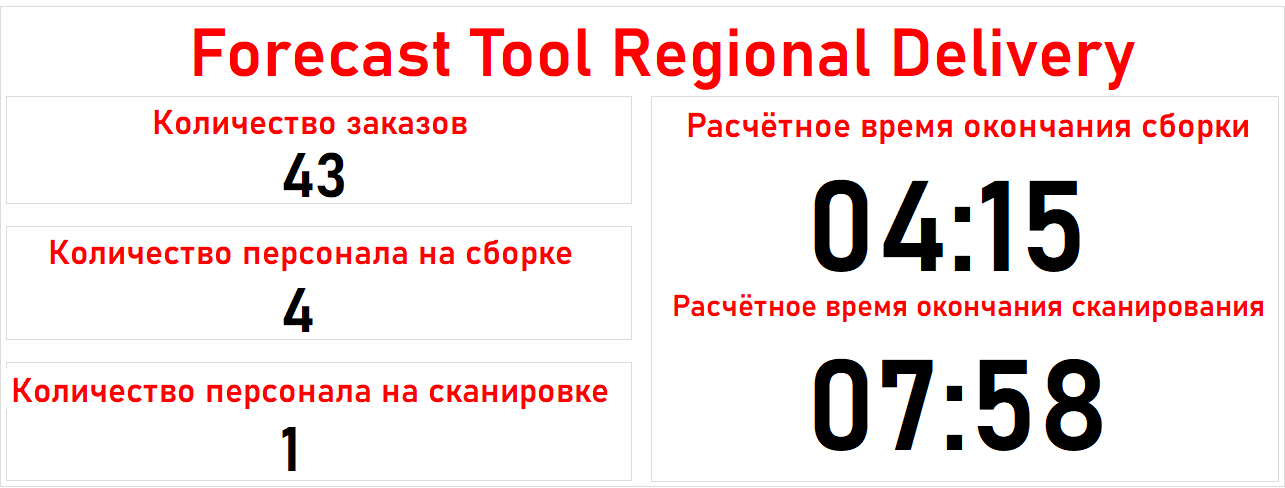 Forecast Tool Regional Delivery
Количество заказов
43
Количество персонала на сборке
4
Количество персонала на сканировке
1
Расчётное время окончания сборки
04:15
Расчётное время окончания сканирования
07:58